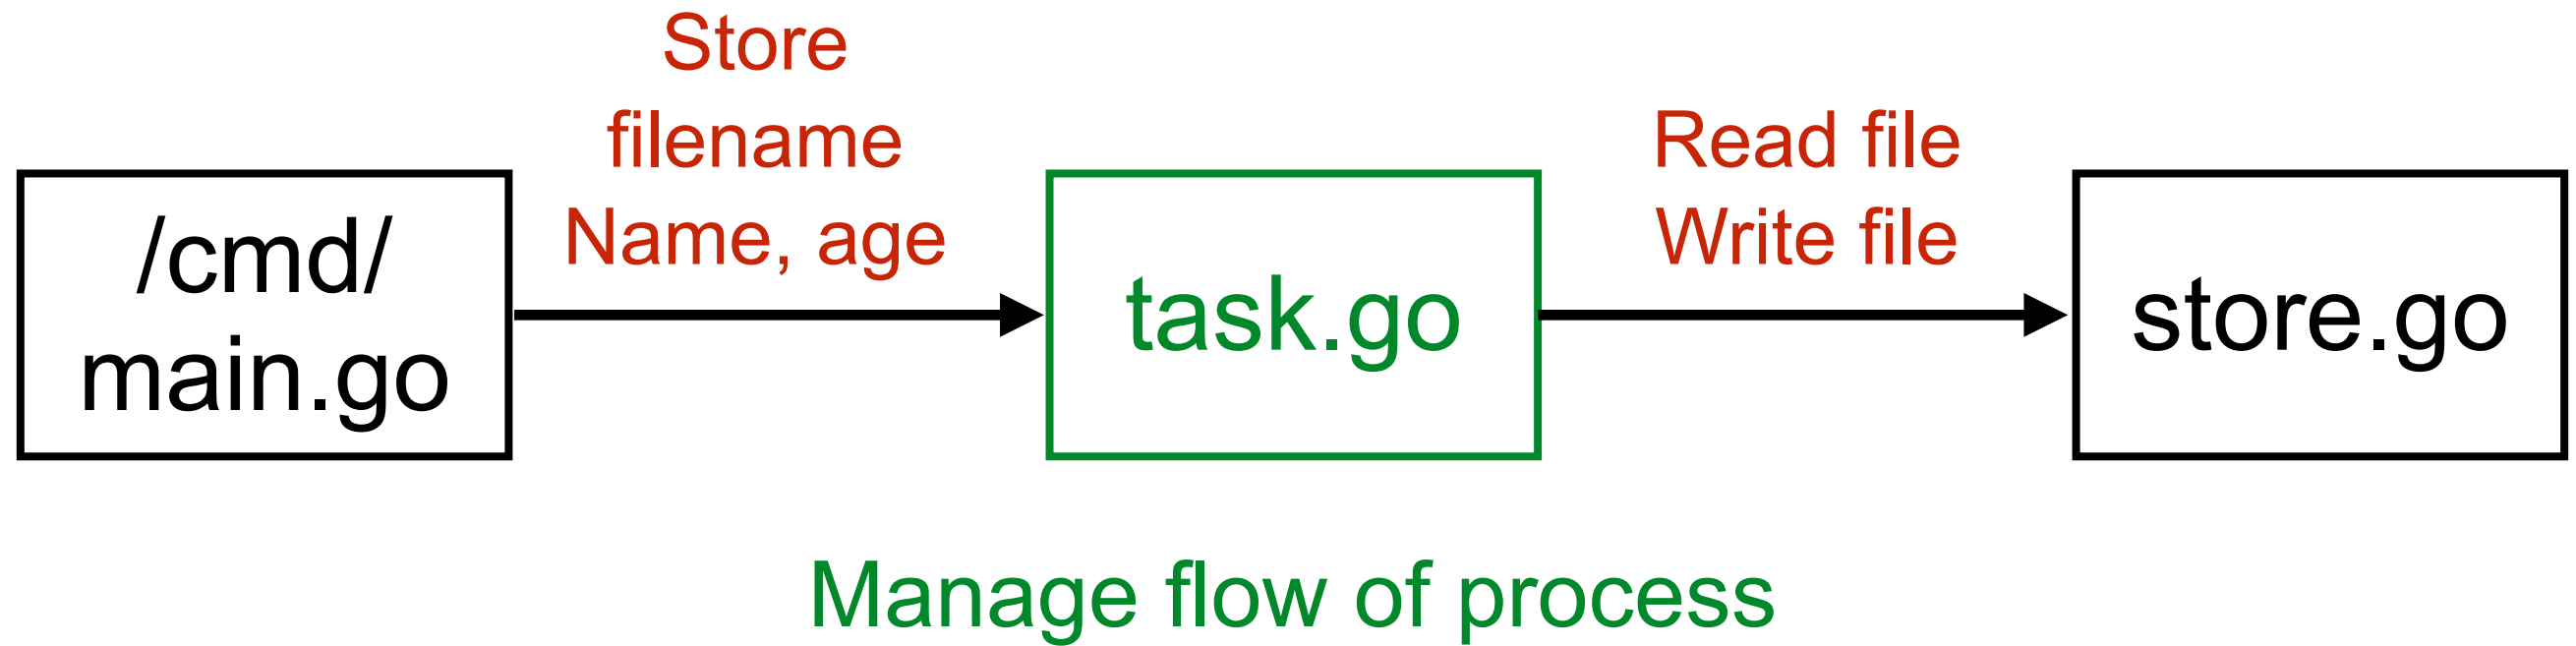 Store
filename
Name, age
Read file
Write file
/cmd/
main.go
task.go
store.go
Manage flow of process